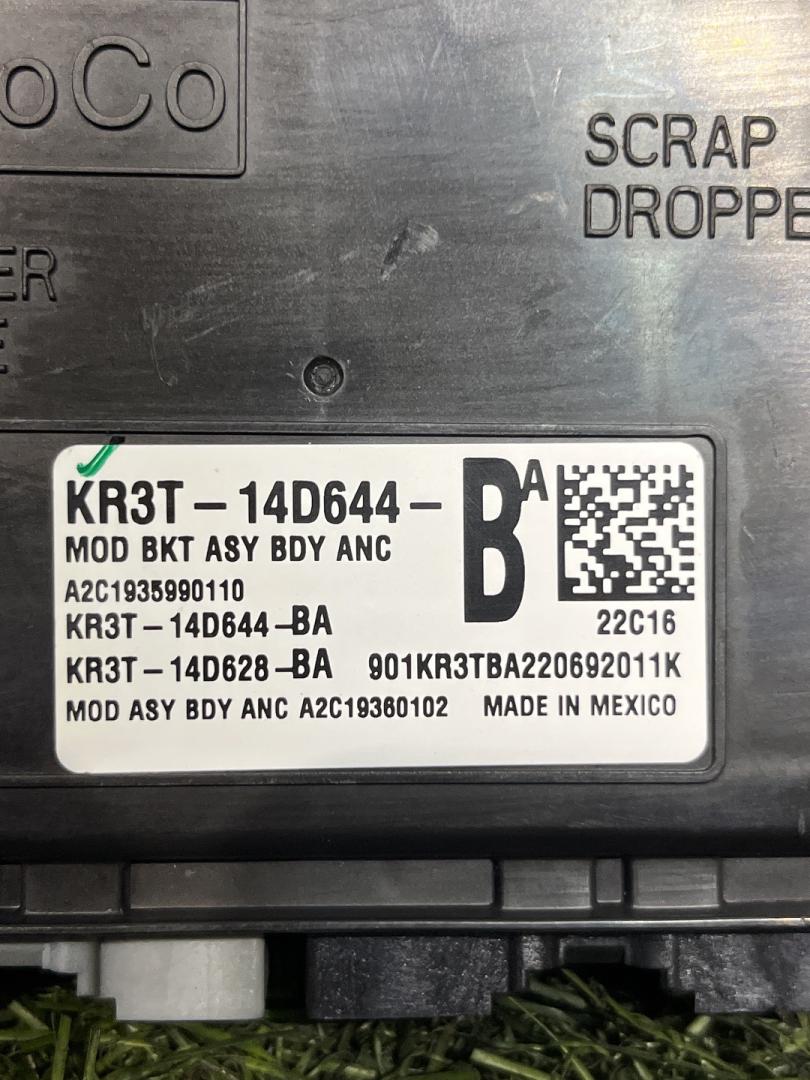 oCo
SCRAP
DROPPE
ER
E
KR3T-14D644-
BA
MOD BKT ASY BDY ANC
A2C1935990110
KR3T-14D644-BA
22C16
KR3T-14D628-BA 901KR3TBA220692011K
MOD ASY BDY ANC A2C19360102 MADE IN MEXICO